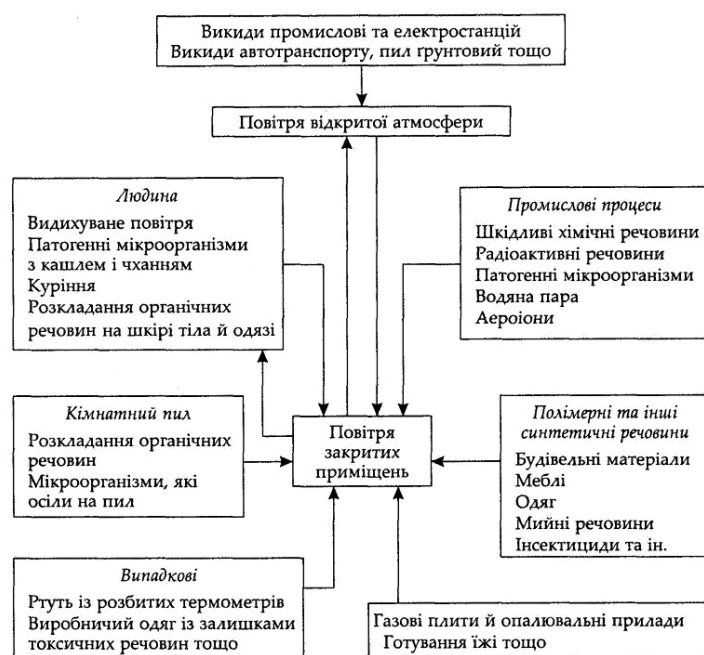 Викиди промислові та електростанцій
Викиди автотранспорту, пил ґрунтовий тощо
Повітря відкритої атмосфери
Людина
Видихуване повітря
Патогенні мікроорганізми
з кашлем і чханням
Куріння
Розкладання органічних
речовин на шкірі тіла й одязі
Промислові процеси
Шкідливі хімічні речовини
Радіоактивні речовини
Патогенні мікроорганізми
Водяна пара
Аероіони
Кімнатний пил
Розкладання органічних
речовин
Мікроорганізми, які
осіли на пил
Повітря
закритих
приміщень
Полімерні та інші
синтетичні речовини
Будівельні матеріали
Меблі
Одяг
Мийні речовини
Інсектициди та ін.
Випадкові
Ртуть із розбитих термометрів
Виробничий одяг із залишками
токсичних речовин тощо
Газові плити й опалювальні прилади
Готування їжі тощо